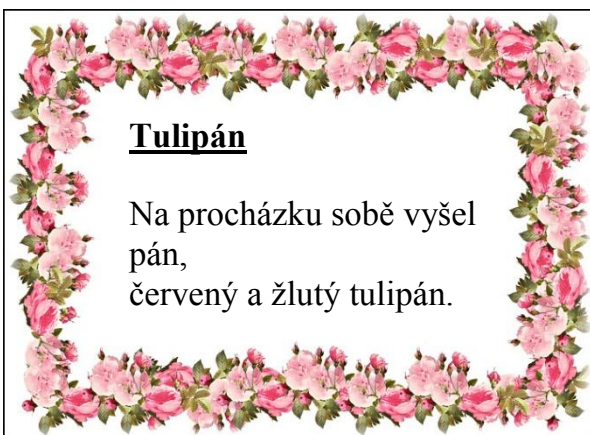 Tulipán
Na procházku sobě vyšel
pán,
červený a žlutý tulipán.